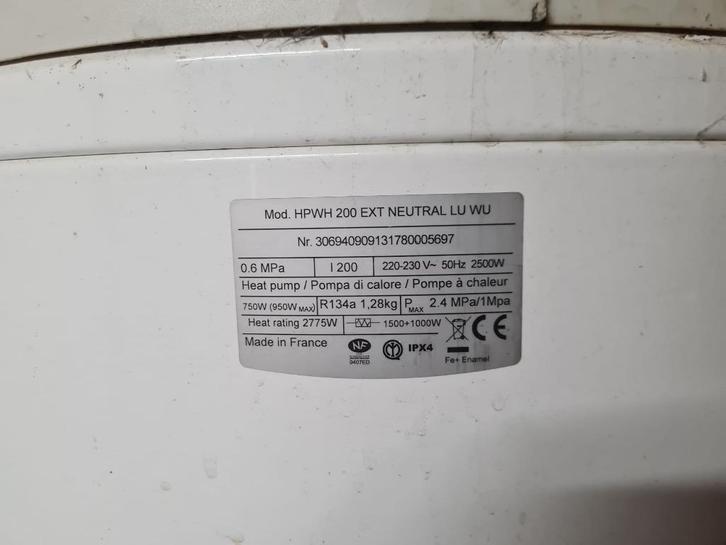 Mod. HPWH 200 EXT NEUTRAL LU WU
Nr. 306940909131780005697
0.6 MPa l 200 220-230 V~ 50Hz 2500W
Heat pump / Pompa di calore / Pompe à chaleur
750W (950W MAX) R134a 1,28kg PMAX 2.4 MPa/1Mpa
Heat rating 2775W 1500+1000W CE
Made in France NF IPX4
0407ED Fe+ Enamel